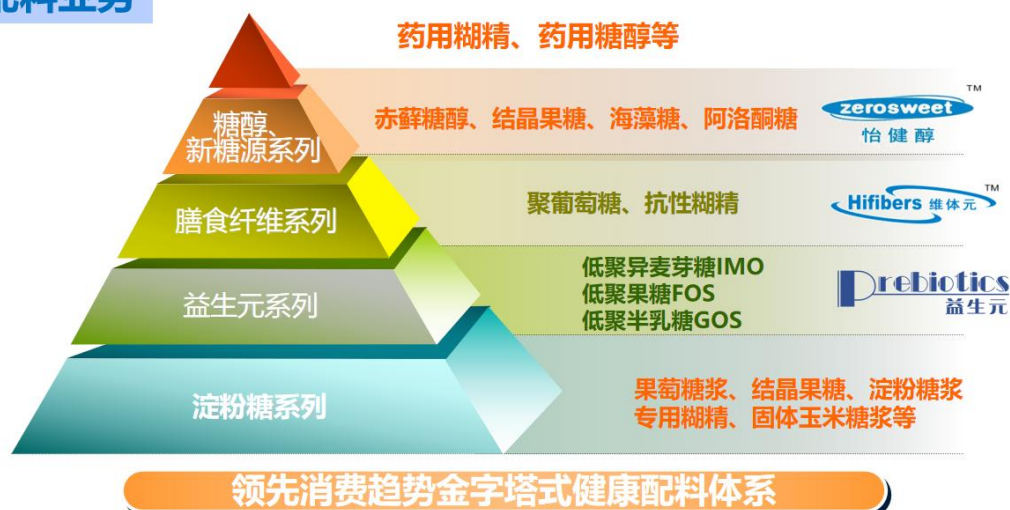 配料业务
药用糊精、药用糖醇等
糖醇、
新糖源系列
赤藓糖醇、结晶果糖、海藻糖、阿洛酮糖
zerosweet TM
怡健醇
膳食纤维系列
聚葡萄糖、抗性糊精
Hifibers 维体元 TM
益生元系列
低聚异麦芽糖IMO
低聚果糖FOS
低聚半乳糖GOS
Prebiotics
益生元
淀粉糖系列
果葡糖浆、结晶果糖、淀粉糖浆
专用糊精、固体玉米糖浆等
领先消费趋势金字塔式健康配料体系